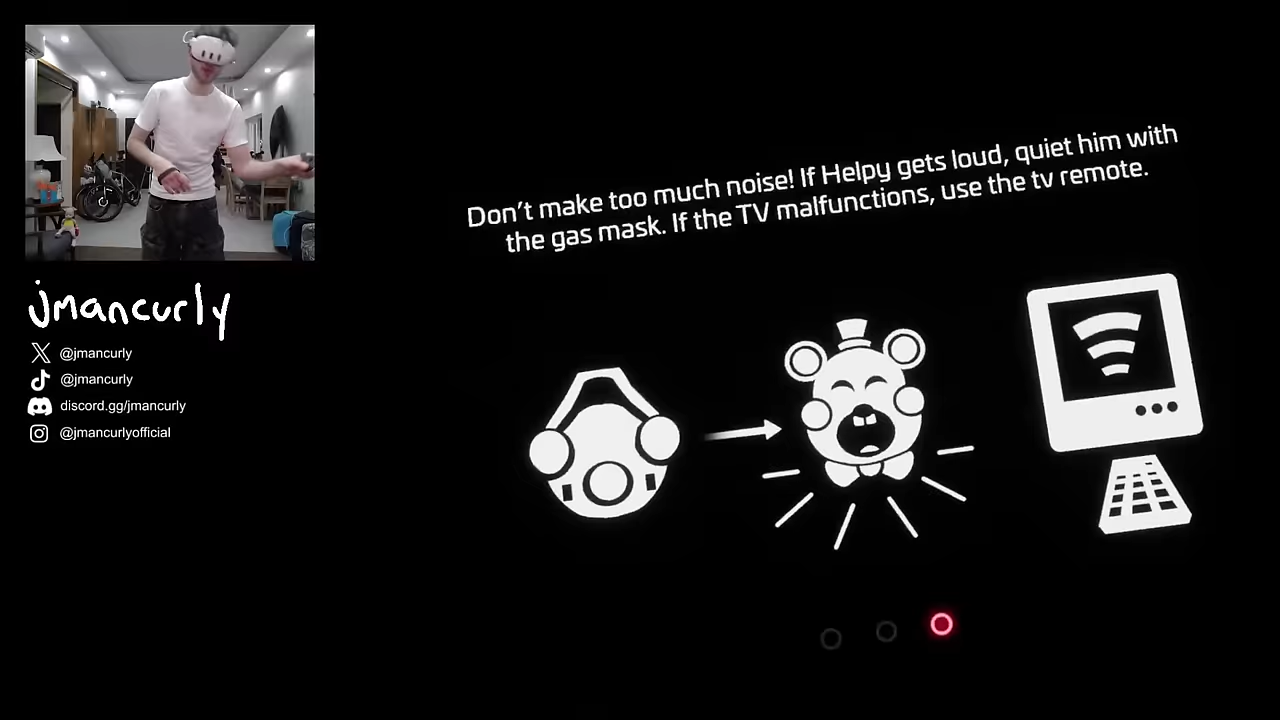 Don't make too much noise! If Helpy gets loud, quiet him with
the gas mask. If the TV malfunctions, use the tv remote.
jmancurly
@jmancurly
@jmancurly
discord.gg/jmancurly
@jmancurlyofficial